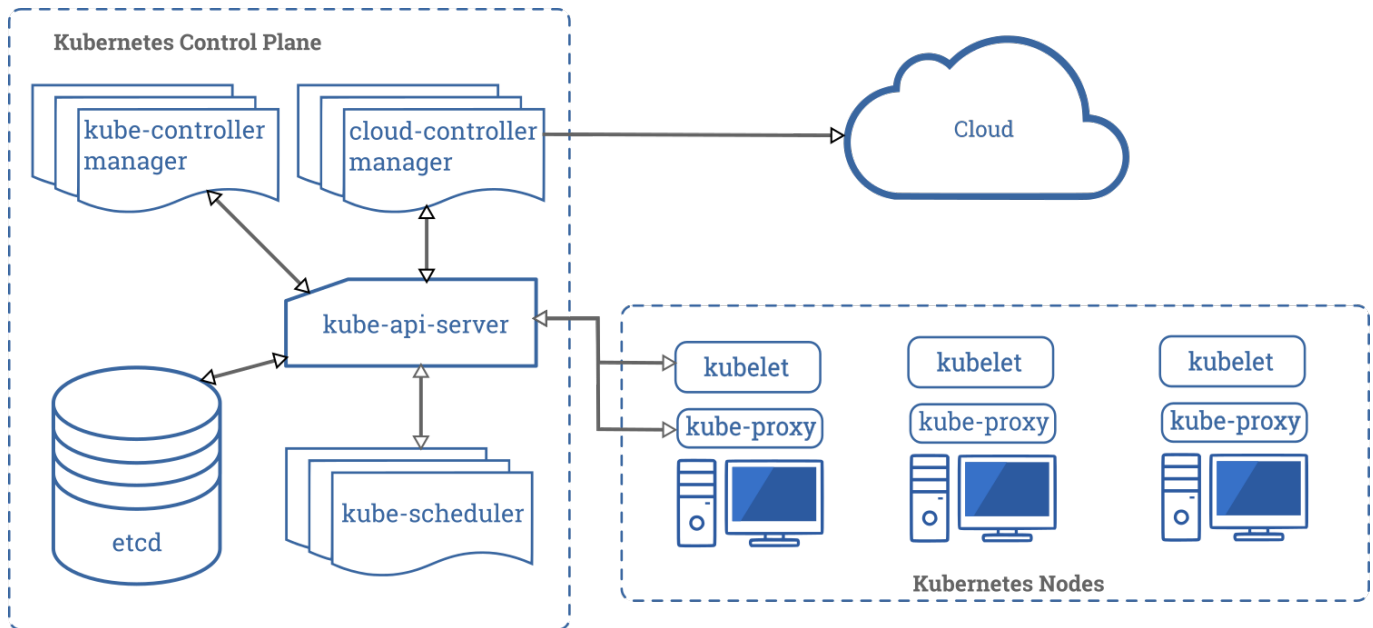 Kubernetes Control Plane
kube-controller
manager
cloud-controller
manager
Cloud
kube-api-server
kubelet
kubelet
kubelet
kube-proxy
kube-proxy
kube-proxy
kube-scheduler
etcd
Kubernetes Nodes